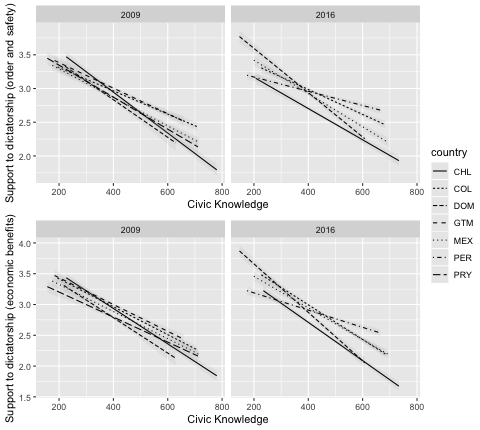 2009 2016
Support to dictatorship (order and safety)
3.5
3.0
2.5
2.0
200 400 600 800 200 400 600 800
Civic Knowledge
country
CHL
COL
DOM
GTM
MEX
PER
PRY
2009 2016
Support to dictatorship (economic benefits)
4.0
3.5
3.0
2.5
2.0
1.5
200 400 600 800 200 400 600 800
Civic Knowledge